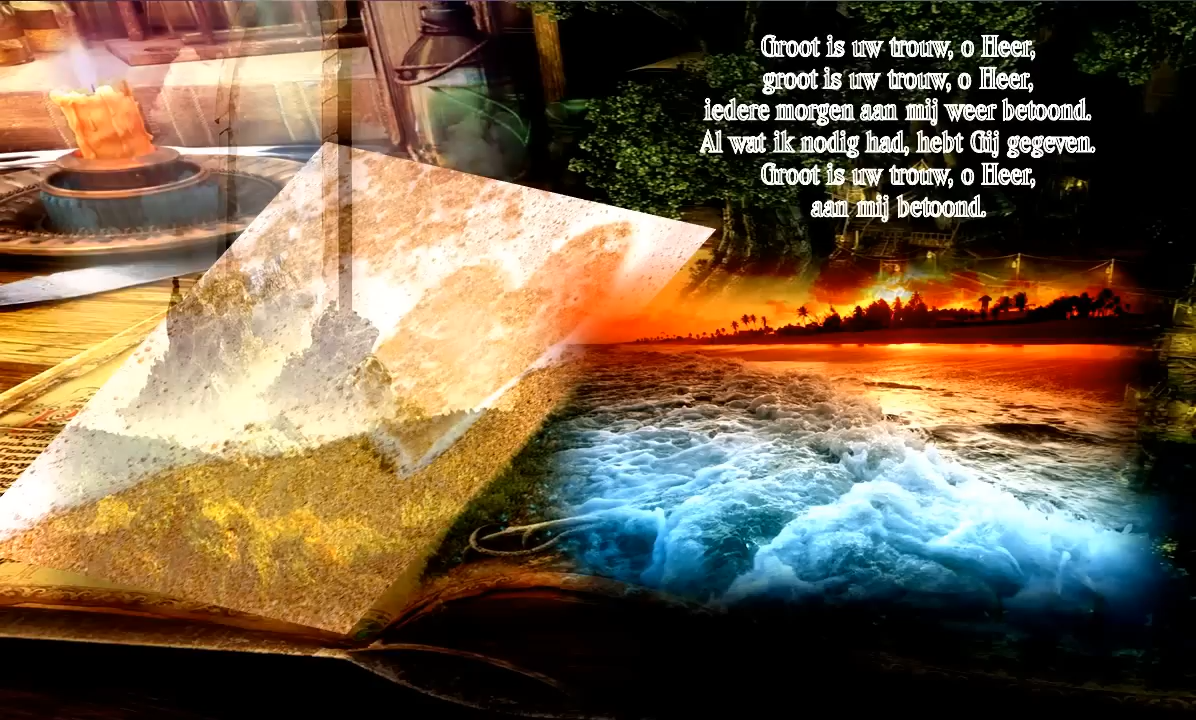 Groot is uw trouw, o Heer,
groot is uw trouw, o Heer,
iedere morgen aan mij weer betoond.
Al wat ik nodig had, hebt Gij gegeven.
Groot is uw trouw, o Heer,
aan mij betoond.